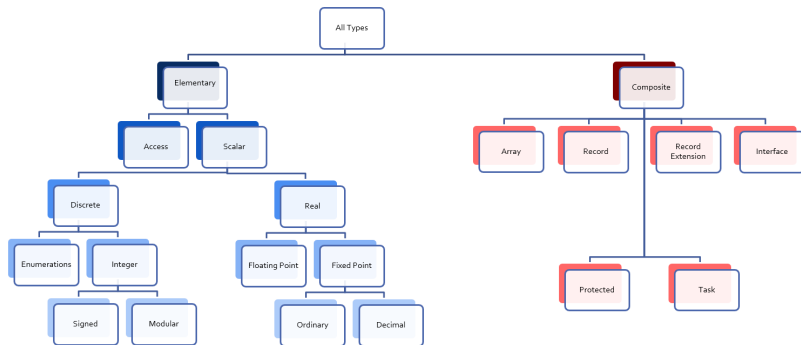 All Types
Elementary
Composite
Access
Scalar
Array
Record
Record
Extension
Interface
Discrete
Real
Enumerations
Integer
Floating Point
Fixed Point
Protected
Task
Signed
Modular
Ordinary
Decimal